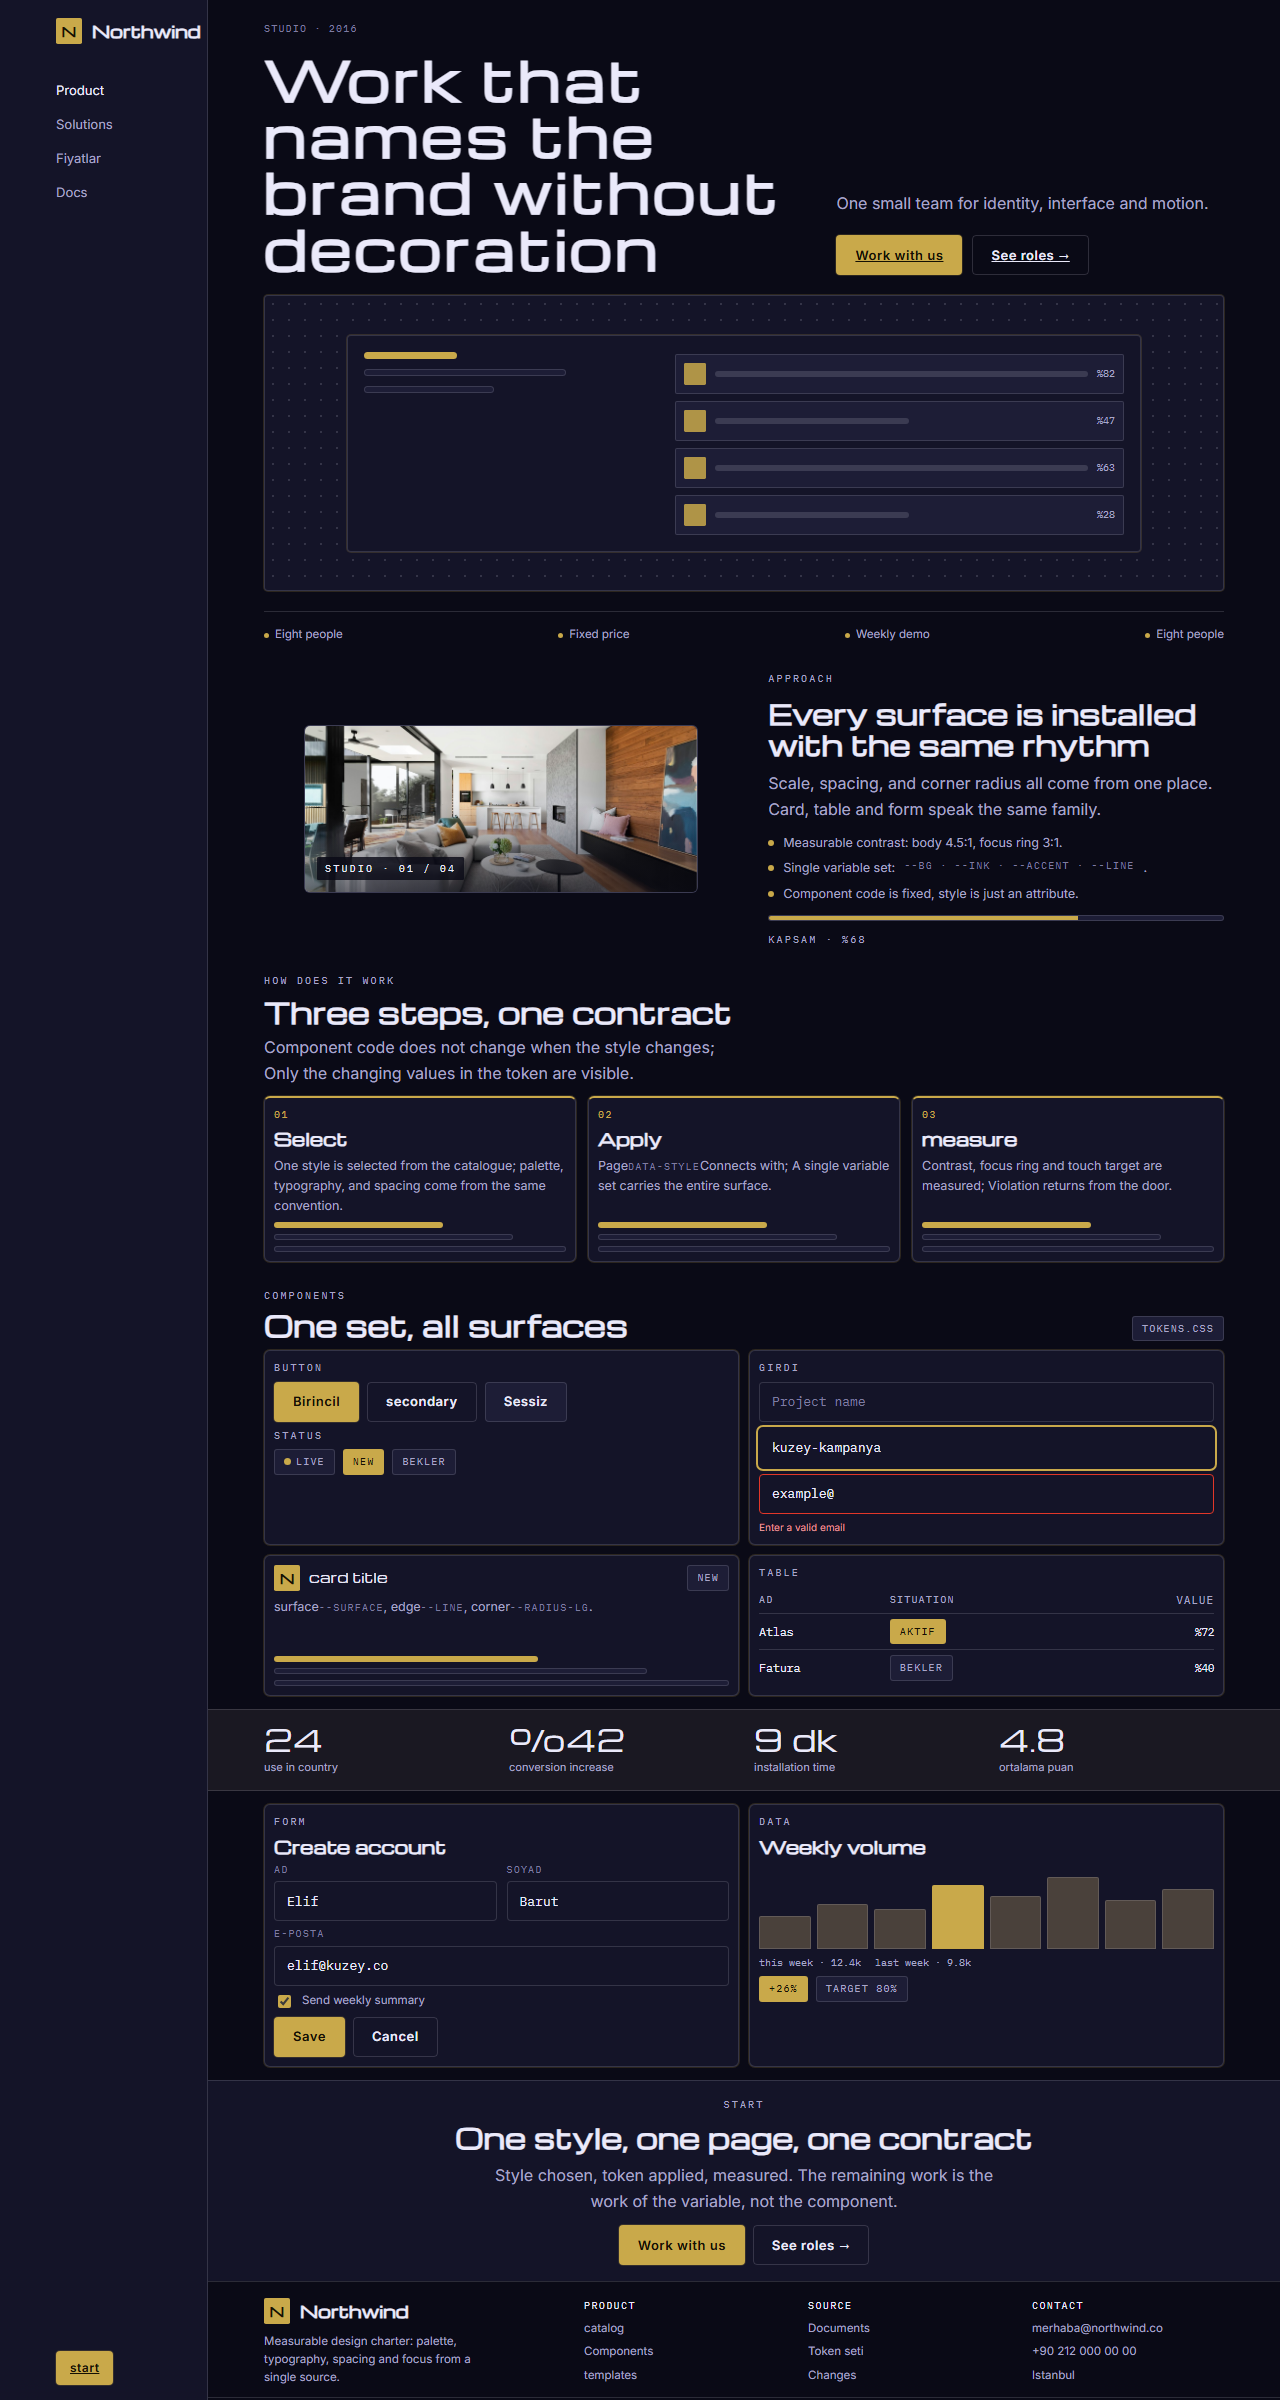 N Northwind
Product
Solutions
Fiyatlar
Docs
start
STUDIO · 2016
Work that
names the
brand without
decoration
One small team for identity, interface and motion.
Work with us
See roles →
%82
%47
%63
%28
Eight people
Fixed price
Weekly demo
Eight people
STUDIO · 01 / 04
APPROACH
Every surface is installed
with the same rhythm
Scale, spacing, and corner radius all come from one place.
Card, table and form speak the same family.
Measurable contrast: body 4.5:1, focus ring 3:1.
Single variable set: --BG · --INK · --ACCENT · --LINE .
Component code is fixed, style is just an attribute.
KAPSAM · %68
HOW DOES IT WORK
Three steps, one contract
Component code does not change when the style changes;
Only the changing values in the token are visible.
01
Select
One style is selected from the catalogue; palette,
typography, and spacing come from the same
convention.
02
Apply
PageDATA-STYLEConnects with; A single variable
set carries the entire surface.
03
measure
Contrast, focus ring and touch target are
measured; Violation returns from the door.
COMPONENTS
One set, all surfaces
TOKENS.CSS
BUTTON
Birincil
secondary
Sessiz
STATUS
LIVE
NEW
BEKLER
GIRDI
Project name
kuzey-kampanya
example@
Enter a valid email
N card title
NEW
surface--SURFACE, edge--LINE, corner--RADIUS-LG.
TABLE
AD SITUATION VALUE
Atlas AKTIF %72
Fatura BEKLER %40
24
use in country
%42
conversion increase
9 dk
installation time
4.8
ortalama puan
FORM
Create account
AD
SOYAD
Elif
Barut
E-POSTA
elif@kuzey.co
Send weekly summary
Save
Cancel
DATA
Weekly volume
this week · 12.4k last week · 9.8k
+26%
TARGET 80%
START
One style, one page, one contract
Style chosen, token applied, measured. The remaining work is the
work of the variable, not the component.
Work with us
See roles →
N Northwind
Measurable design charter: palette,
typography, spacing and focus from a
single source.
PRODUCT
catalog
Components
templates
SOURCE
Documents
Token seti
Changes
CONTACT
merhaba@northwind.co
+90 212 000 00 00
Istanbul